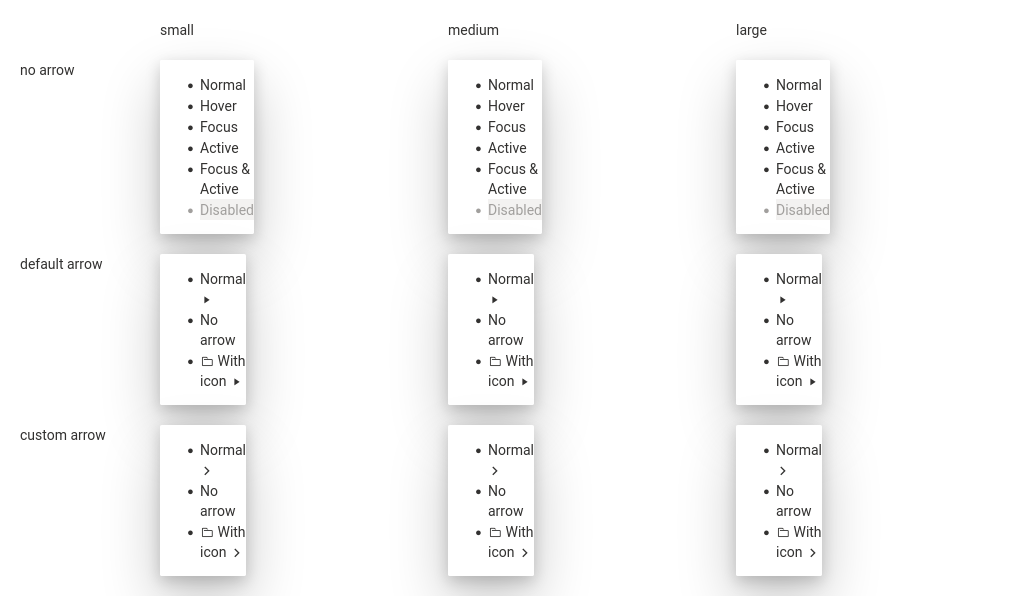 small medium large
no arrow
Normal Normal Normal
Hover Hover Hover
Focus Focus Focus
Active Active Active
Focus & Focus & Focus &
Active Active Active
Disabled Disabled Disabled
default arrow
Normal Normal Normal
No No No
arrow arrow arrow
With With With
icon icon icon
custom arrow
Normal Normal Normal
No No No
arrow arrow arrow
With With With
icon icon icon